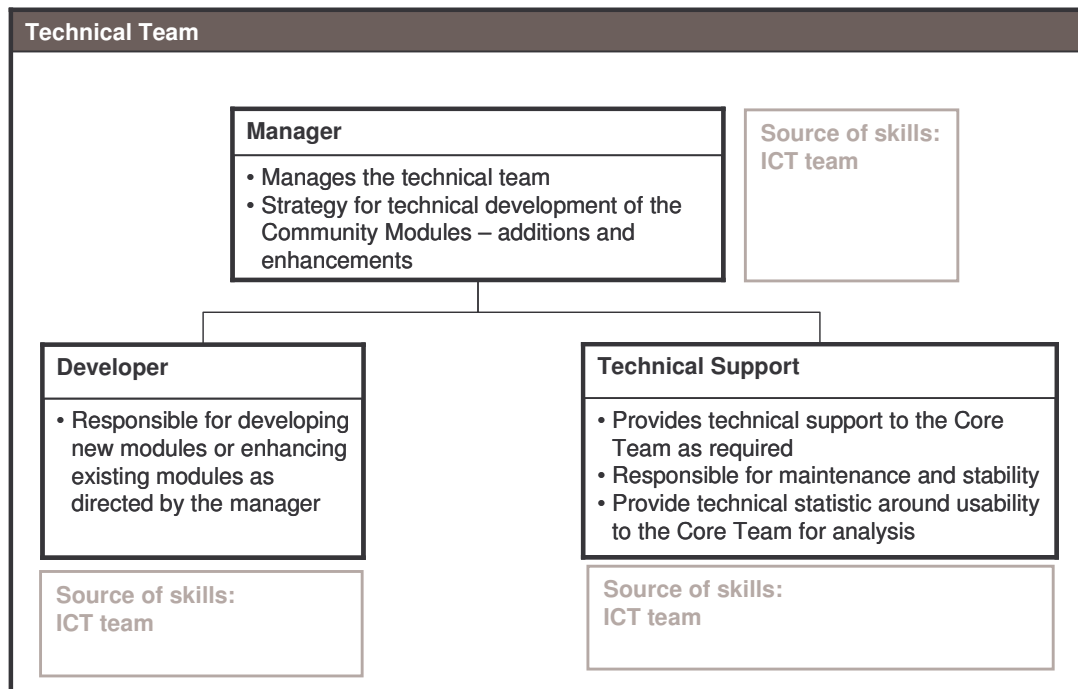 Technical Team
Manager
• Manages the technical team
• Strategy for technical development of the
Community Modules – additions and
enhancements
Source of skills:
ICT team
Developer
• Responsible for developing
new modules or enhancing
existing modules as
directed by the manager
Source of skills:
ICT team
Technical Support
• Provides technical support to the Core
Team as required
• Responsible for maintenance and stability
• Provide technical statistic around usability
to the Core Team for analysis
Source of skills:
ICT team